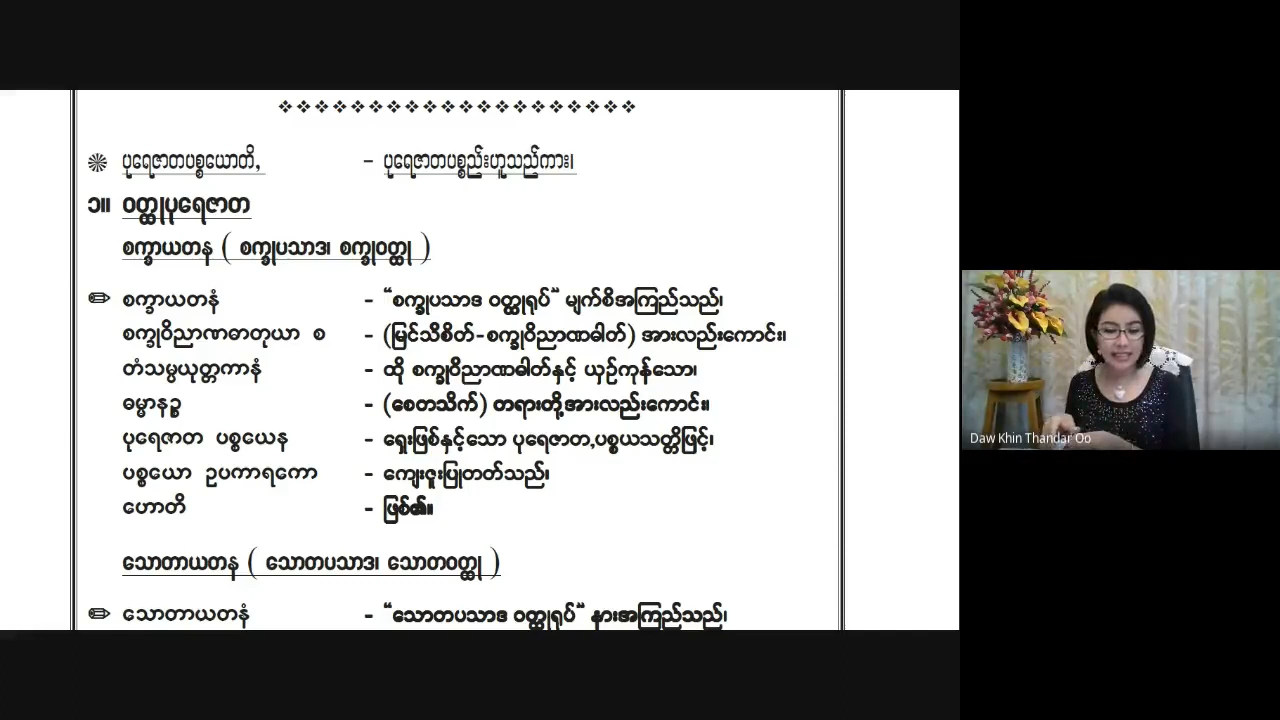 ပုရေဇာတပစ္စယောတိ, - ပုရေဇာတပစ္စည်းဟူသည်ကား၊
၁။ ဝတ္ထုပုရေဇာတ
စက္ခာယတန ( စက္ခုပသာဒ၊ စက္ခုဝတ္ထု )
စက္ခာယတနံ - “စက္ခုပသာဒ ဝတ္ထုရုပ်“ မျက်စိအကြည်သည်၊
စက္ခုဝိညာဏဓာတုယာ စ - (မြင်သိစိတ်-စက္ခုဝိညာဏဓါတ်) အားလည်းကောင်း၊
တံသမ္ပယုတ္တကာနံ - ထို စက္ခုဝိညာဏဓါတ်နှင့် ယှဉ်ကုန်သော၊
ဓမ္မာနဉ္စ - (စေတသိက်) တရားတို့အားလည်းကောင်း။
ပုရေဇာတ ပစ္စယေန - ရှေးဖြစ်နှင့်သော ပုရေဇာတ,ပစ္စယသတ္တိဖြင့်၊
ပစ္စယော ဥပကာရကော - ကျေးဇူးပြုတတ်သည်၊
ဟောတိ - ဖြစ်၏။
သောတာယတန ( သောတပသာဒ၊ သောတဝတ္ထု )
သောတာယတနံ - “သောတပသာဒ ဝတ္ထုရုပ်“ နားအကြည်သည်၊
Daw Khin Thandar Oo